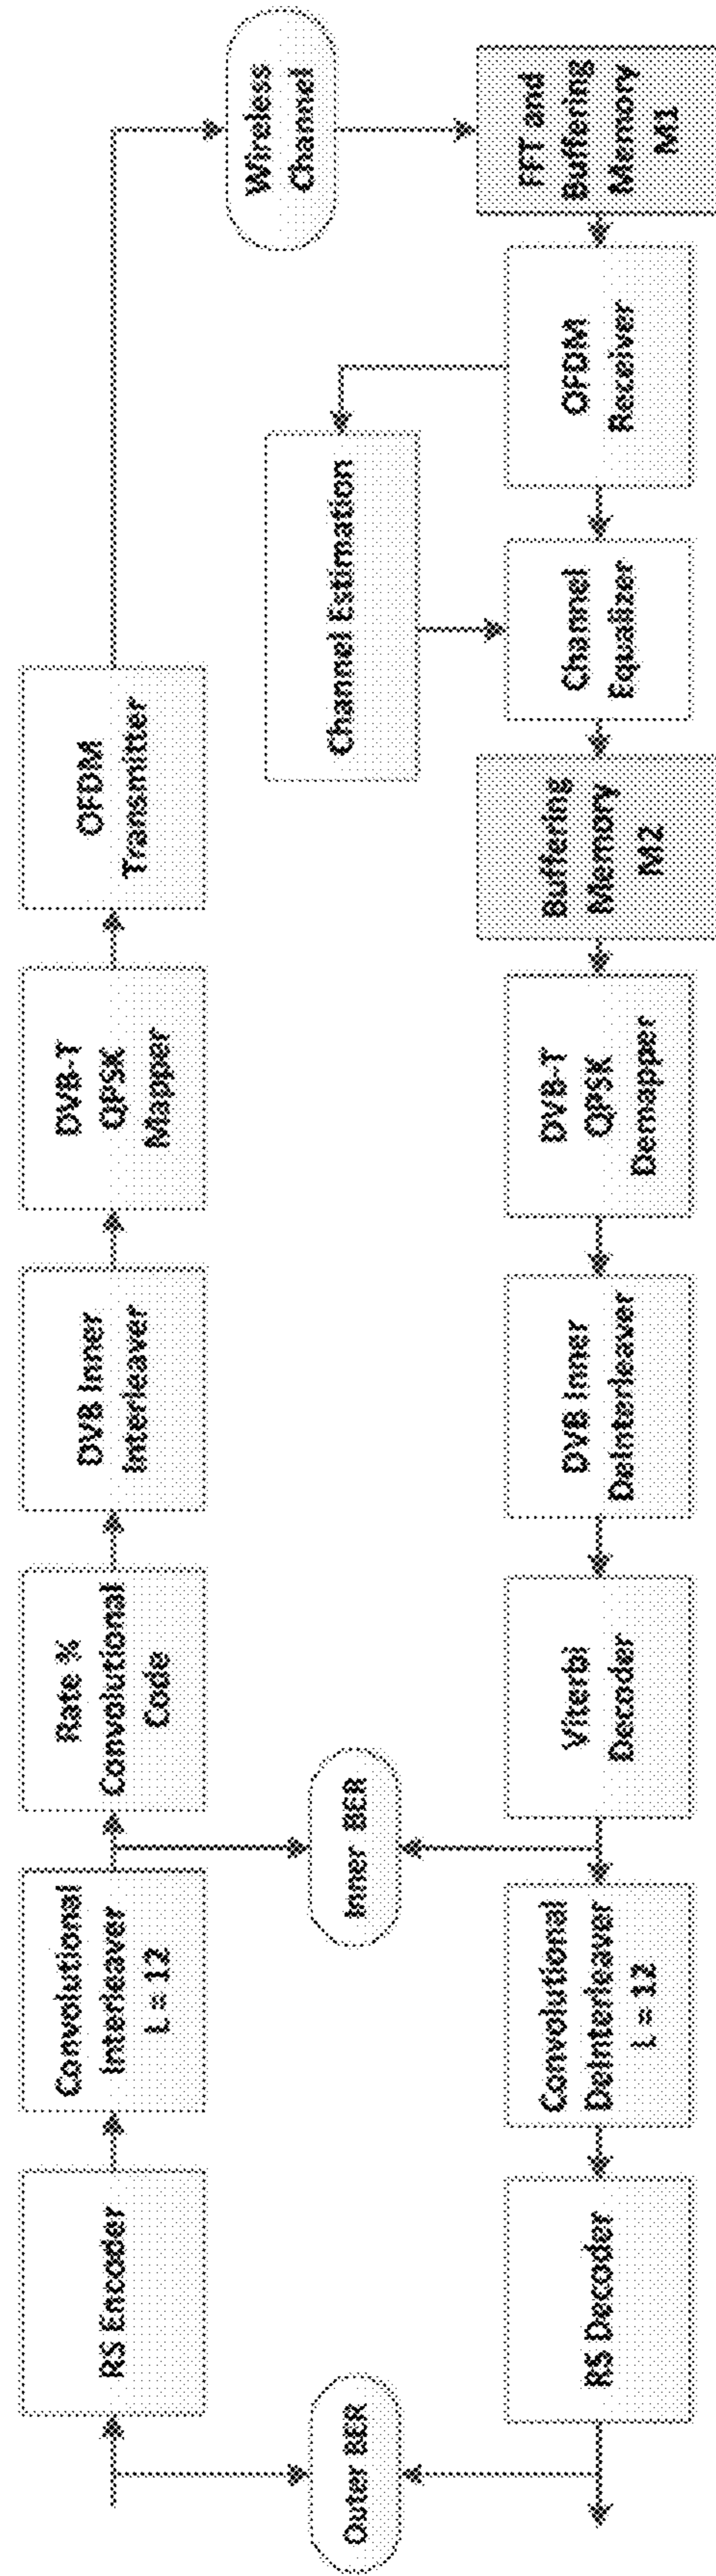 RS Encoder
Convolutional
Interleaver
L = 12
Rate ¾
Convolutional
Code
DVB Inner
Interleaver
DVB-T
QPSK
Mapper
OFDM
Transmitter
Wireless
Channel
Outer BER
Inner BER
Channel Estimation
RS Decoder
Convolutional
DeInterleaver
L = 12
Viterbi
Decoder
DVB Inner
DeInterleaver
DVB-T
QPSK
Demapper
Buffering
Memory
M2
Channel
Equalizer
OFDM
Receiver
FFT and
Buffering
Memory
M1